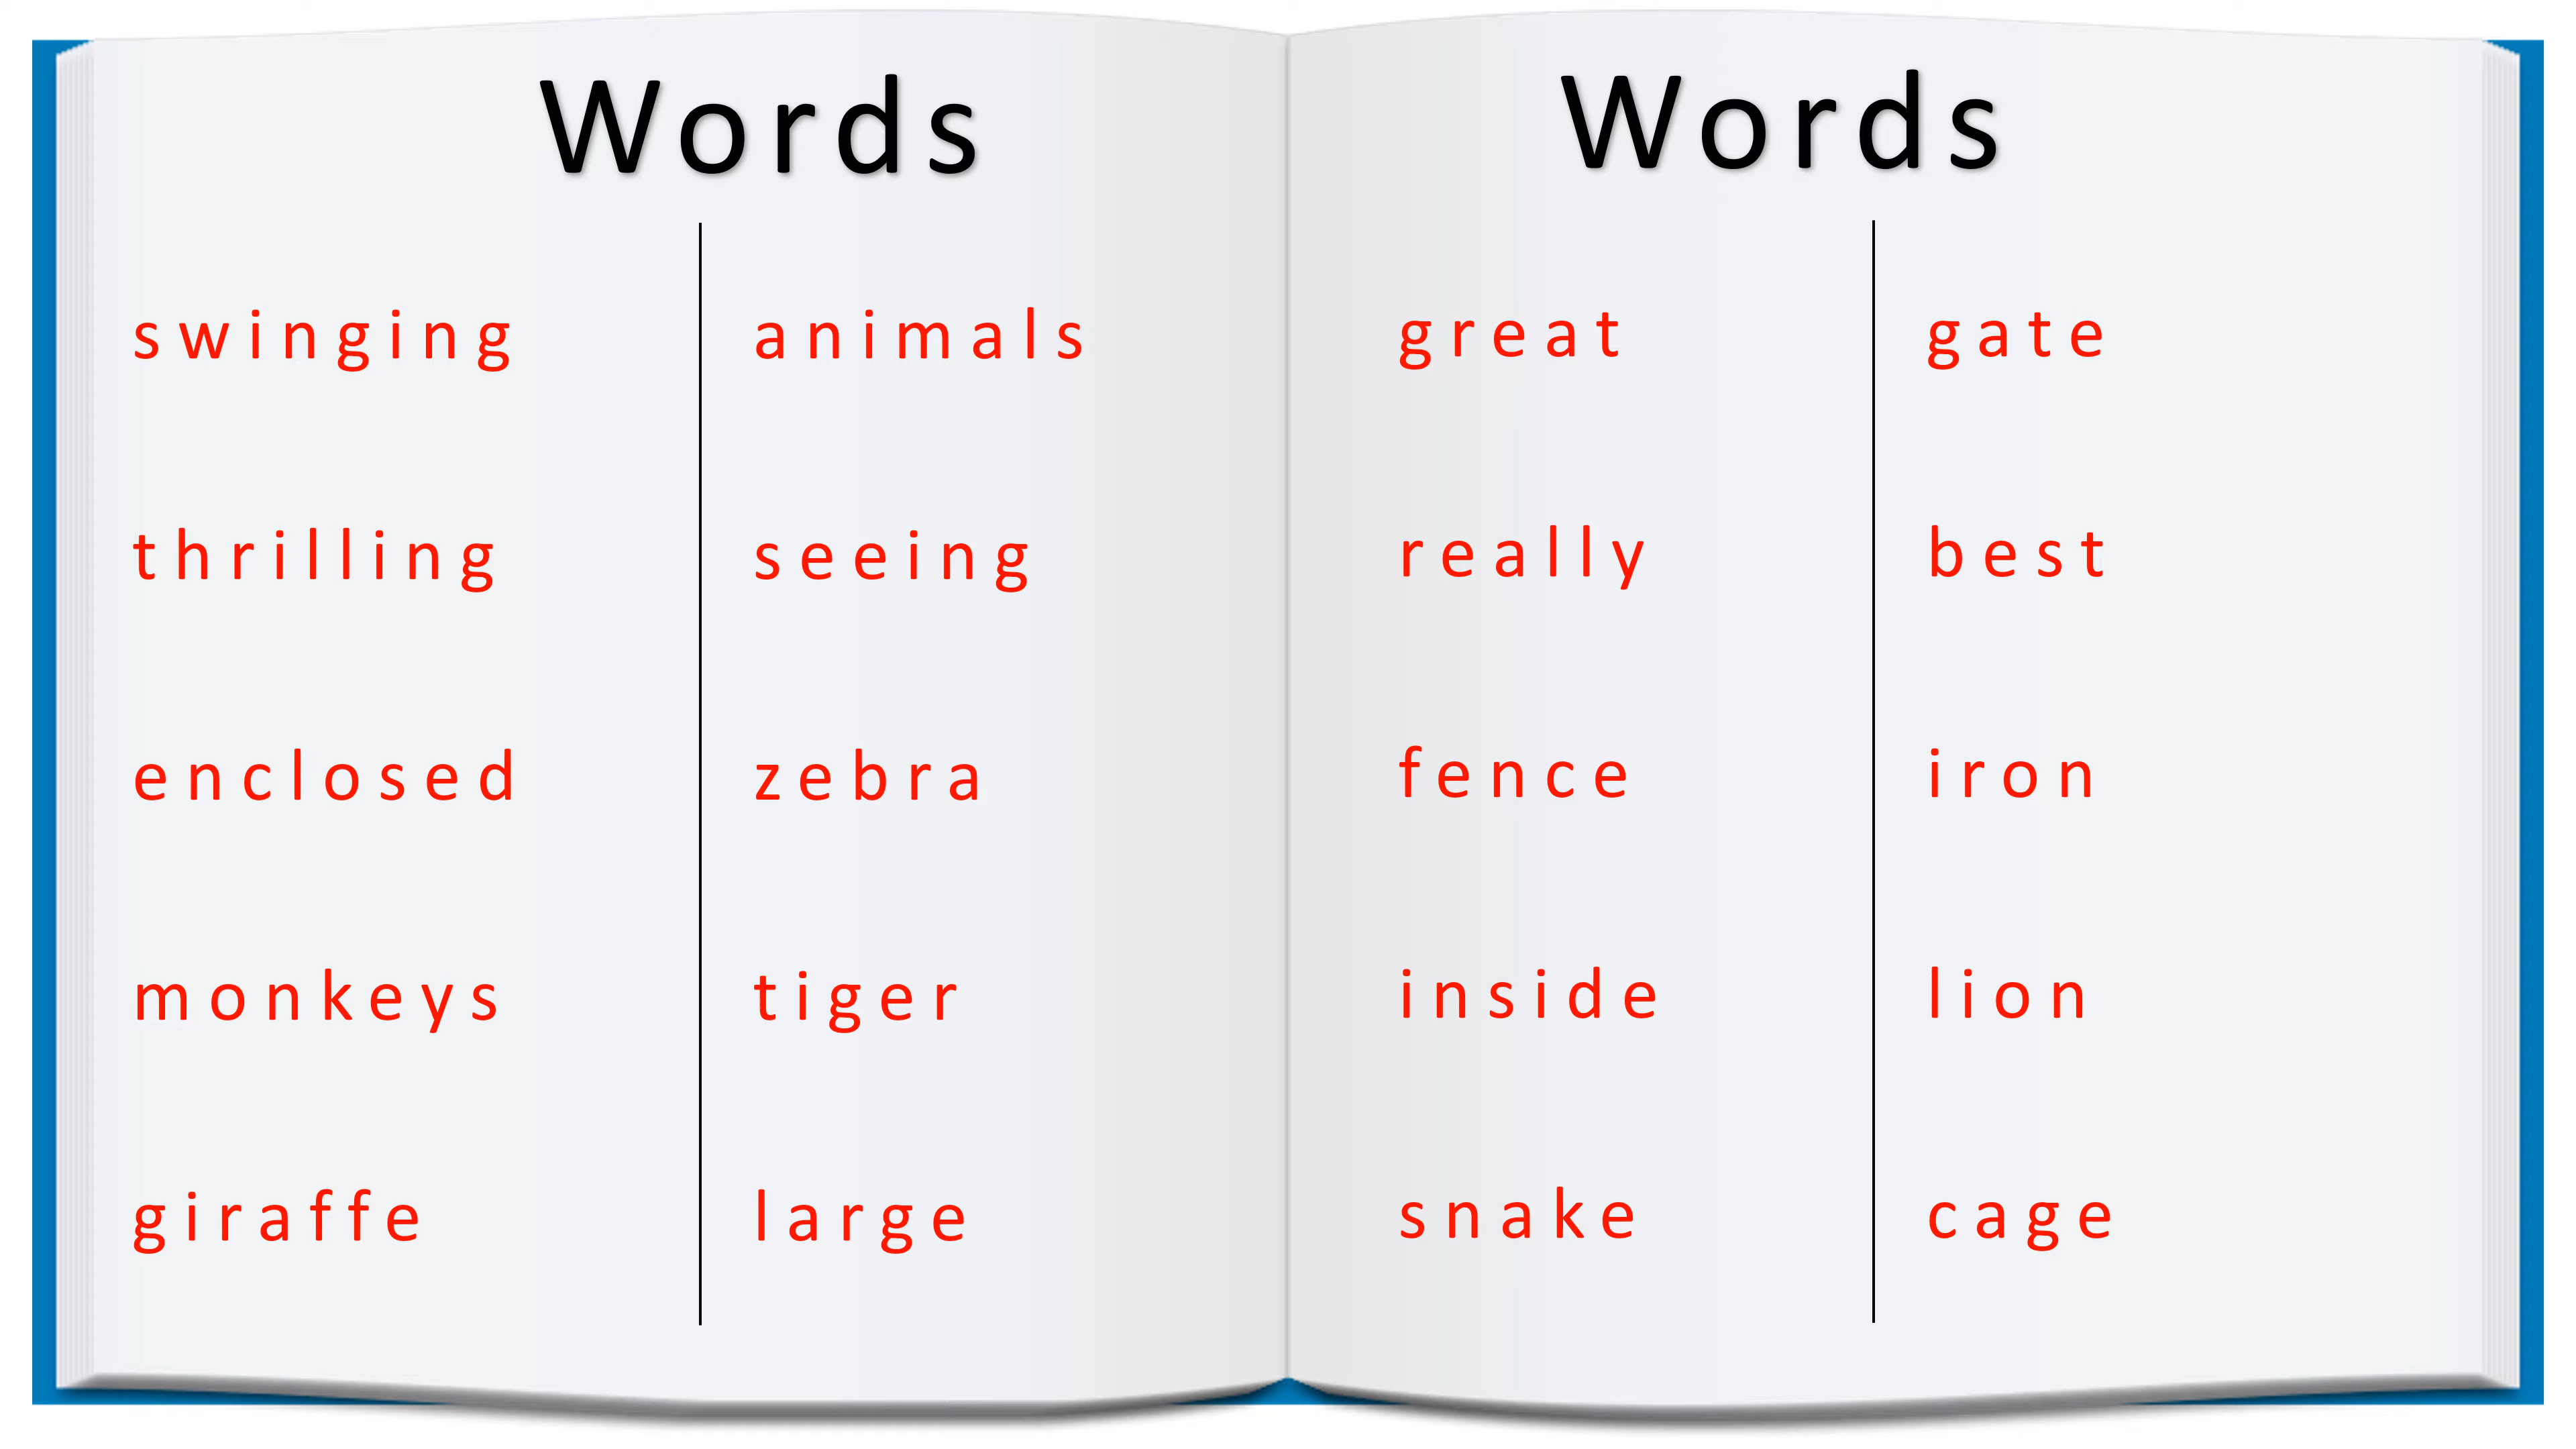 Words
swinging animals
thrilling seeing
enclosed zebra
monkeys tiger
giraffe large
Words
great gate
really best
fence iron
inside lion
snake cage